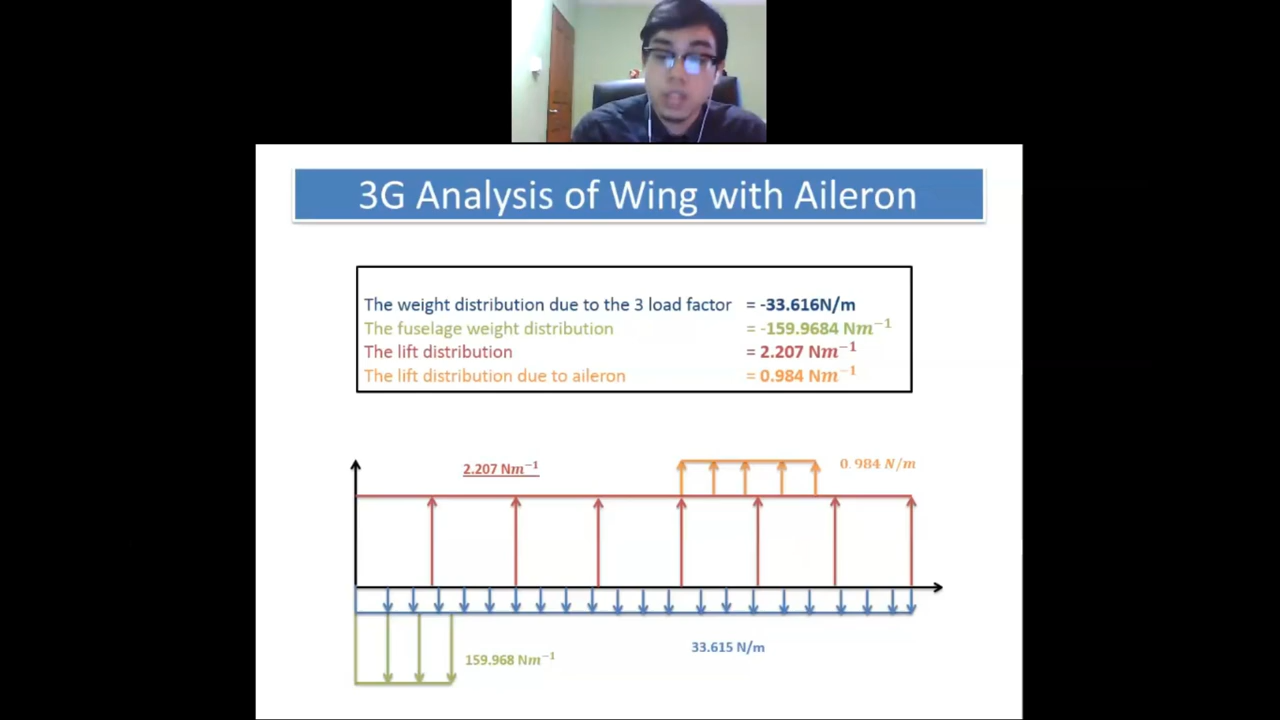 3G Analysis of Wing with Aileron
The weight distribution due to the 3 load factor = -33.616N/m
The fuselage weight distribution = -159.9684 Nm⁻¹
The lift distribution = 2.207 Nm⁻¹
The lift distribution due to aileron = 0.984 Nm⁻¹
2.207 Nm⁻¹
0.984 N/m
33.615 N/m
159.968 Nm⁻¹